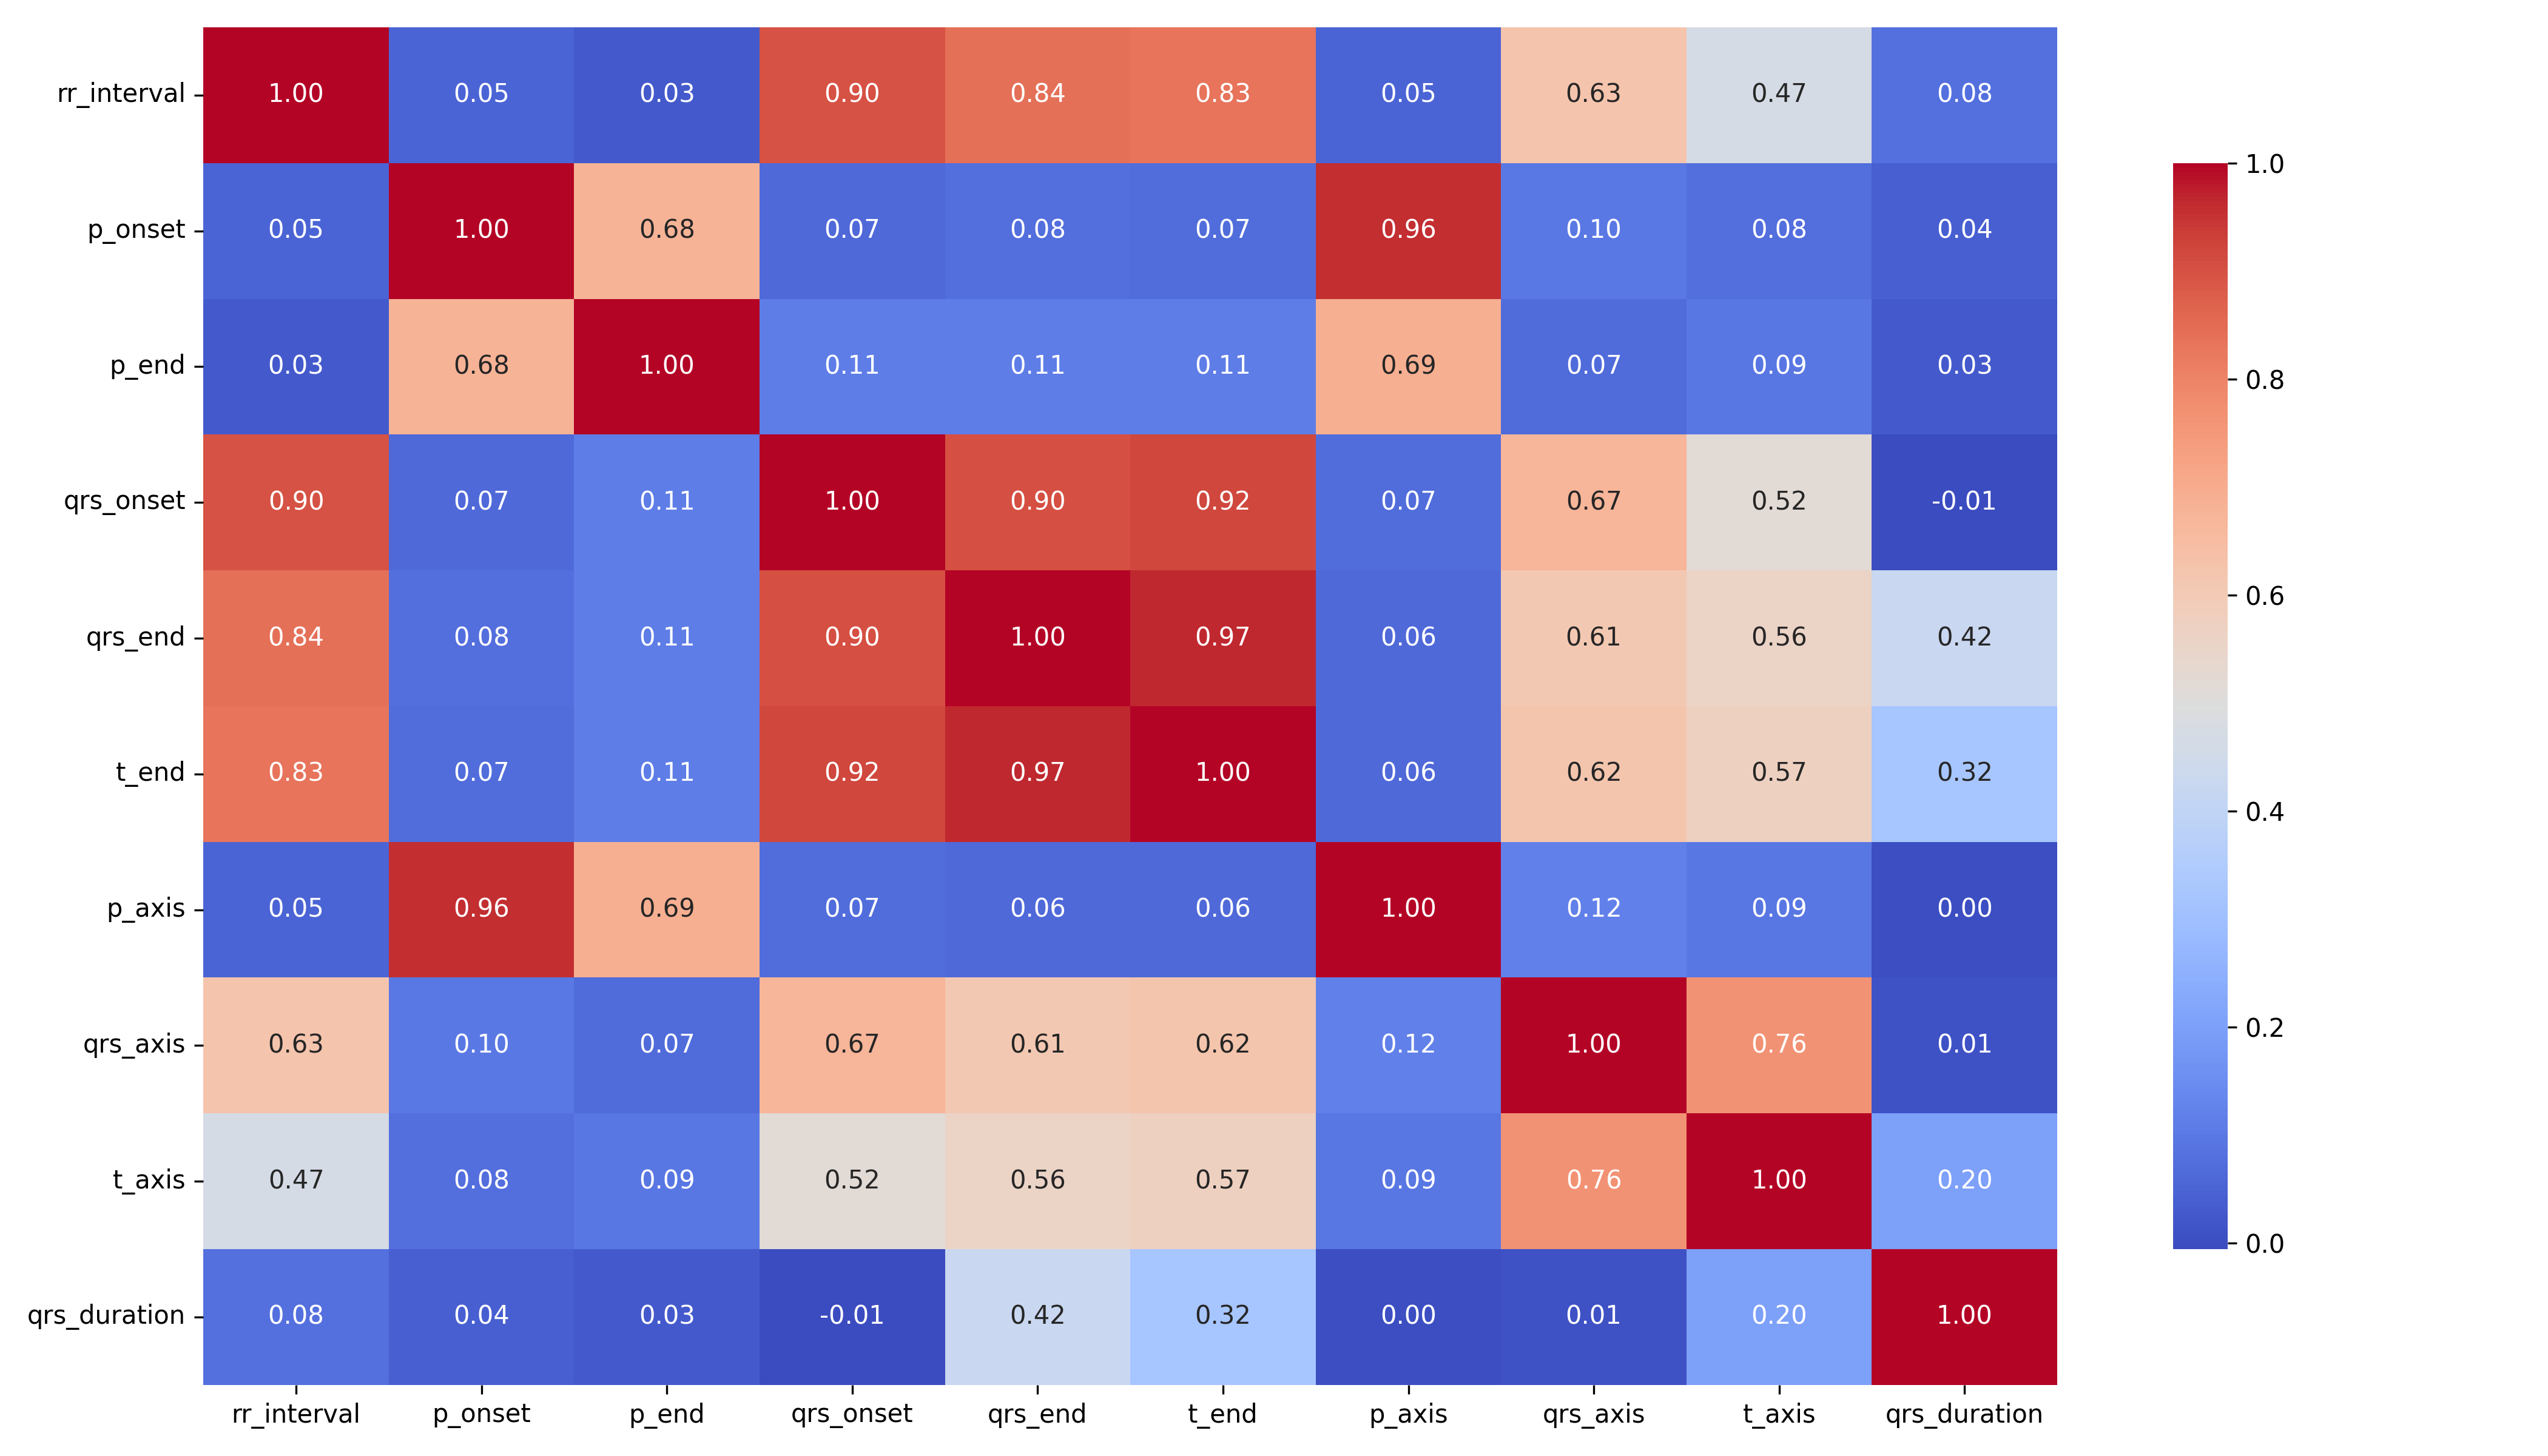 rr_interval 1.00 0.05 0.03 0.90 0.84 0.83 0.05 0.63 0.47 0.08
p_onset 0.05 1.00 0.68 0.07 0.08 0.07 0.96 0.10 0.08 0.04
p_end 0.03 0.68 1.00 0.11 0.11 0.11 0.69 0.07 0.09 0.03
qrs_onset 0.90 0.07 0.11 1.00 0.90 0.92 0.07 0.67 0.52 -0.01
qrs_end 0.84 0.08 0.11 0.90 1.00 0.97 0.06 0.61 0.56 0.42
t_end 0.83 0.07 0.11 0.92 0.97 1.00 0.06 0.62 0.57 0.32
p_axis 0.05 0.96 0.69 0.07 0.06 0.06 1.00 0.12 0.09 0.00
qrs_axis 0.63 0.10 0.07 0.67 0.61 0.62 0.12 1.00 0.76 0.01
t_axis 0.47 0.08 0.09 0.52 0.56 0.57 0.09 0.76 1.00 0.20
qrs_duration 0.08 0.04 0.03 -0.01 0.42 0.32 0.00 0.01 0.20 1.00
rr_interval p_onset p_end qrs_onset qrs_end t_end p_axis qrs_axis t_axis qrs_duration
1.0
0.8
0.6
0.4
0.2
0.0